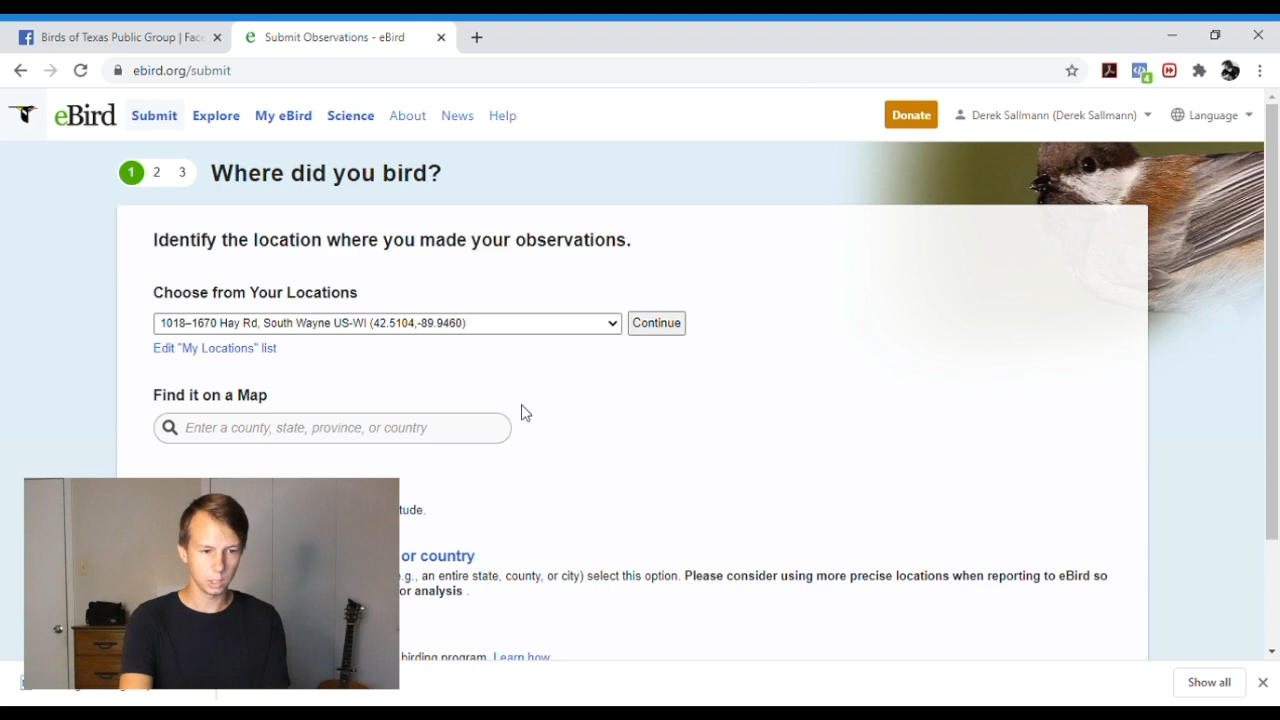 Birds of Texas Public Group | Fac
Submit Observations - eBird
ebird.org/submit
4
eBird Submit Explore My eBird Science About News Help Donate Derek Sallmann (Derek Sallmann) Language
1 2 3 Where did you bird?
Identify the location where you made your observations.
Choose from Your Locations
1018–1670 Hay Rd, South Wayne US-WI (42.5104,-89.9460) Continue
Edit "My Locations" list
Find it on a Map
Enter a county, state, province, or country
tude.
or country
e.g., an entire state, county, or city) select this option. Please consider using more precise locations when reporting to eBird so
or analysis .
birding program. Learn how
Show all